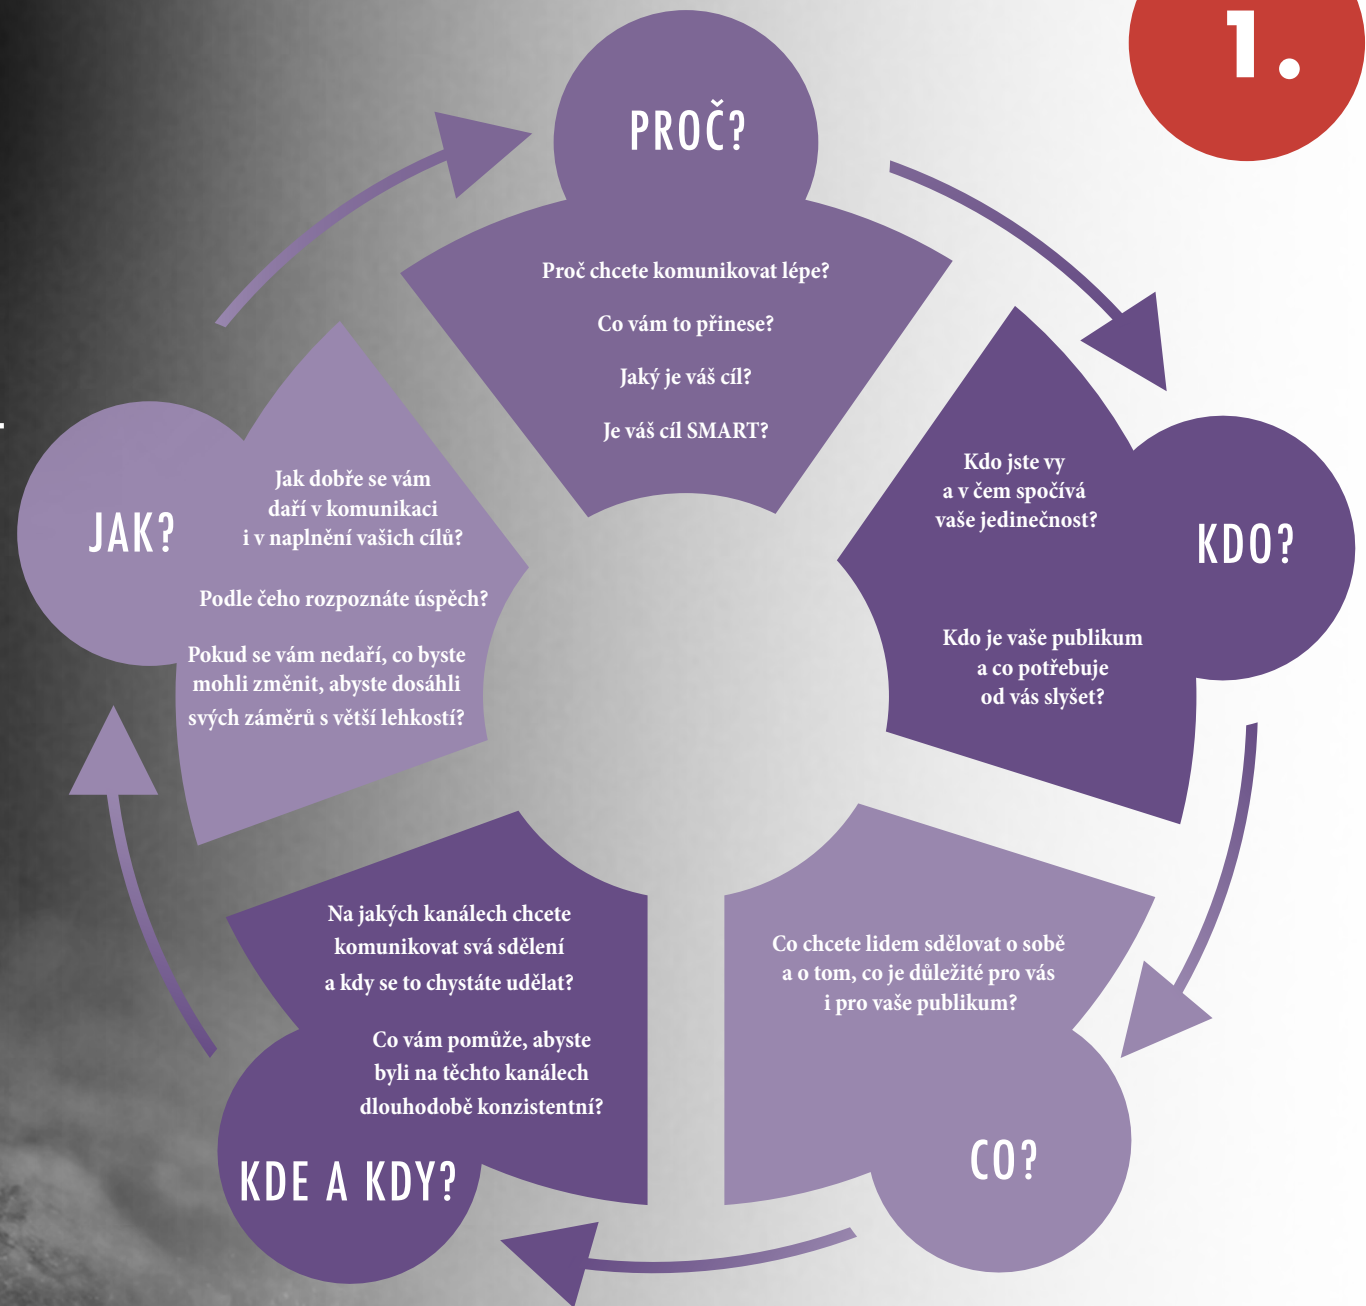 1.
PROČ?
Proč chcete komunikovat lépe?
Co vám to přinese?
Jaký je váš cíl?
Je váš cíl SMART?
KDO?
Kdo jste vy
a v čem spočívá
vaše jedinečnost?
Kdo je vaše publikum
a co potřebuje
od vás slyšet?
CO?
Co chcete lidem sdělovat o sobě
a o tom, co je důležité pro vás
i pro vaše publikum?
KDE A KDY?
Na jakých kanálech chcete
komunikovat svá sdělení
a kdy se to chystáte udělat?
Co vám pomůže, abyste
byli na těchto kanálech
dlouhodobě konzistentní?
JAK?
Jak dobře se vám
daří v komunikaci
i v naplnění vašich cílů?
Podle čeho rozpoznáte úspěch?
Pokud se vám nedaří, co byste
mohli změnit, abyste dosáhli
svých záměrů s větší lehkostí?